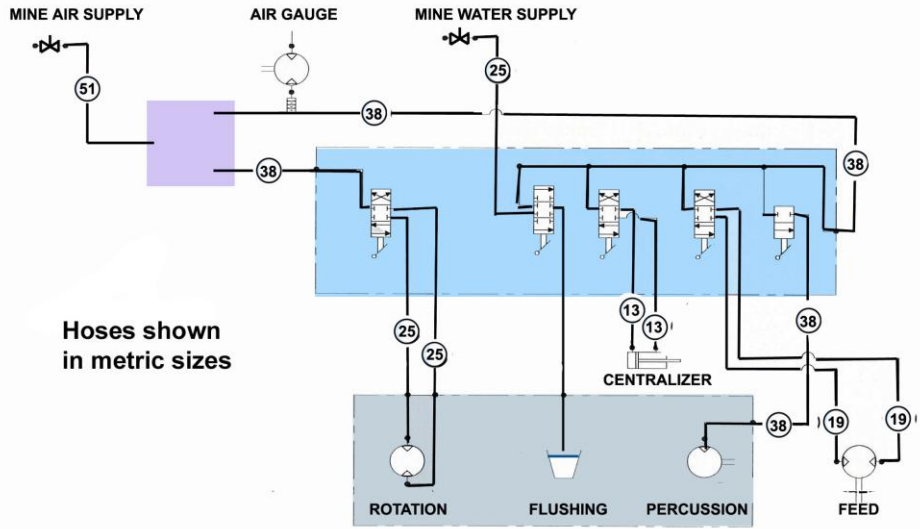 MINE AIR SUPPLY
AIR GAUGE
MINE WATER SUPPLY
51
25
38
38
38
Hoses shown
in metric sizes
25
25
13
13
38
CENTRALIZER
38
19
19
ROTATION
FLUSHING
PERCUSSION
FEED